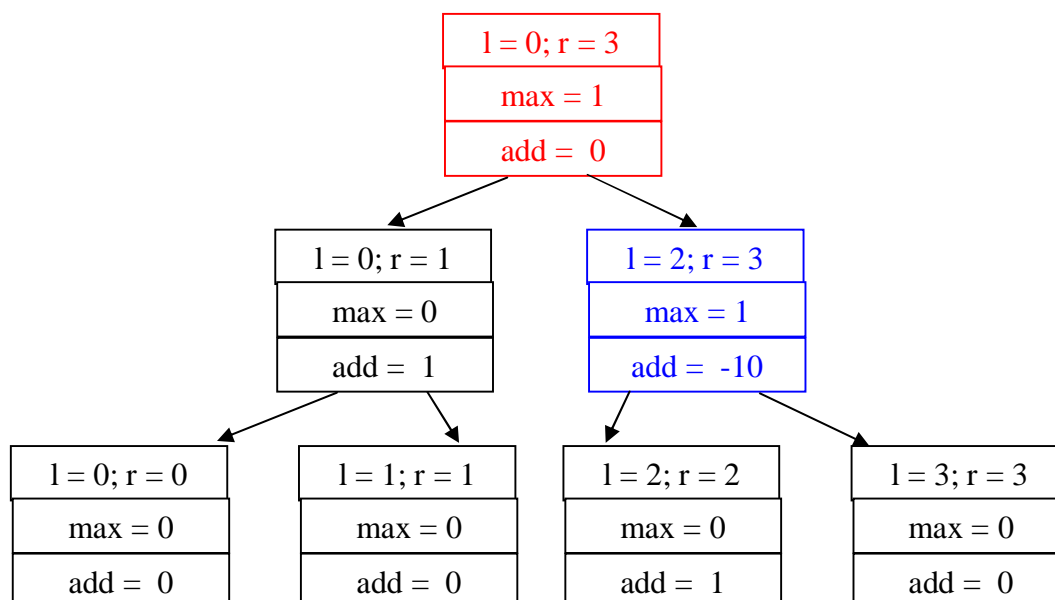 l = 0; r = 3
max = 1
add = 0
l = 0; r = 1
max = 0
add = 1
l = 2; r = 3
max = 1
add = -10
l = 0; r = 0
max = 0
add = 0
l = 1; r = 1
max = 0
add = 0
l = 2; r = 2
max = 0
add = 1
l = 3; r = 3
max = 0
add = 0